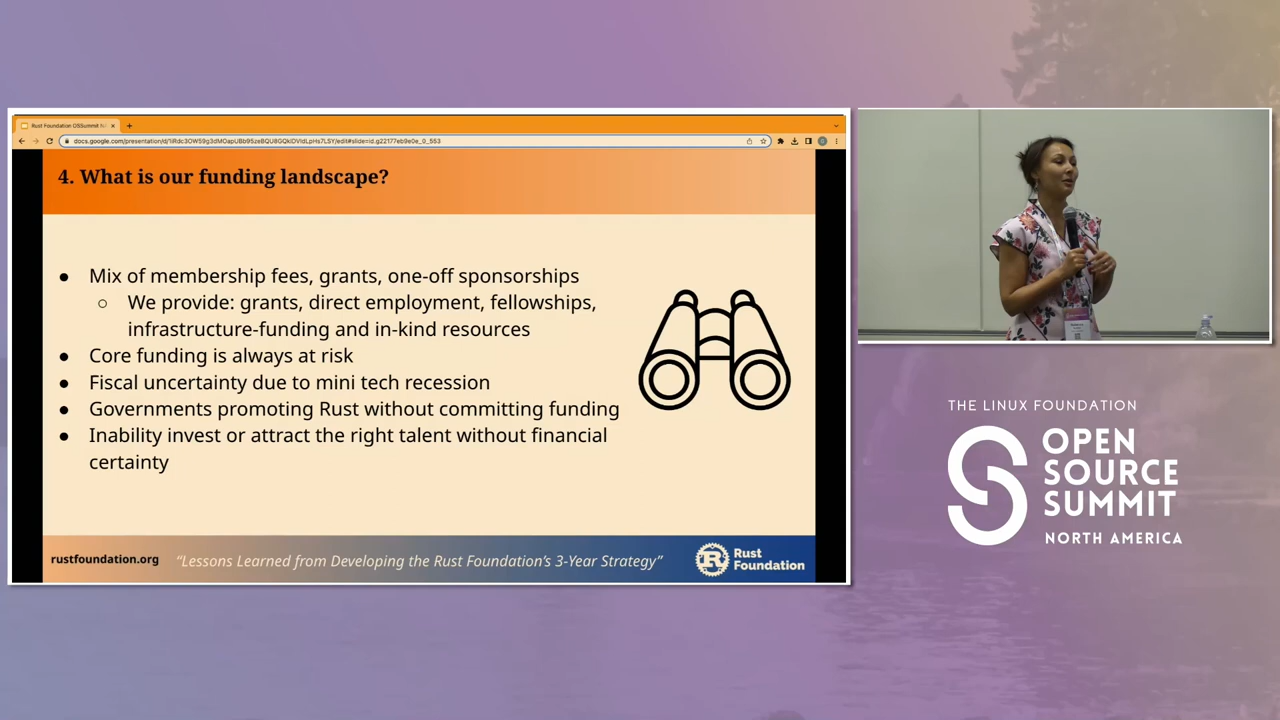 Rust Foundation OSSummit
4. What is our funding landscape?
● Mix of membership fees, grants, one-off sponsorships
○ We provide: grants, direct employment, fellowships,
infrastructure-funding and in-kind resources
● Core funding is always at risk
● Fiscal uncertainty due to mini tech recession
● Governments promoting Rust without committing funding
● Inability invest or attract the right talent without financial
certainty
rustfoundation.org
“Lessons Learned from Developing the Rust Foundation’s 3-Year Strategy”
R
Rust
Foundation
THE LINUX FOUNDATION
OPEN
SOURCE
SUMMIT
NORTH AMERICA